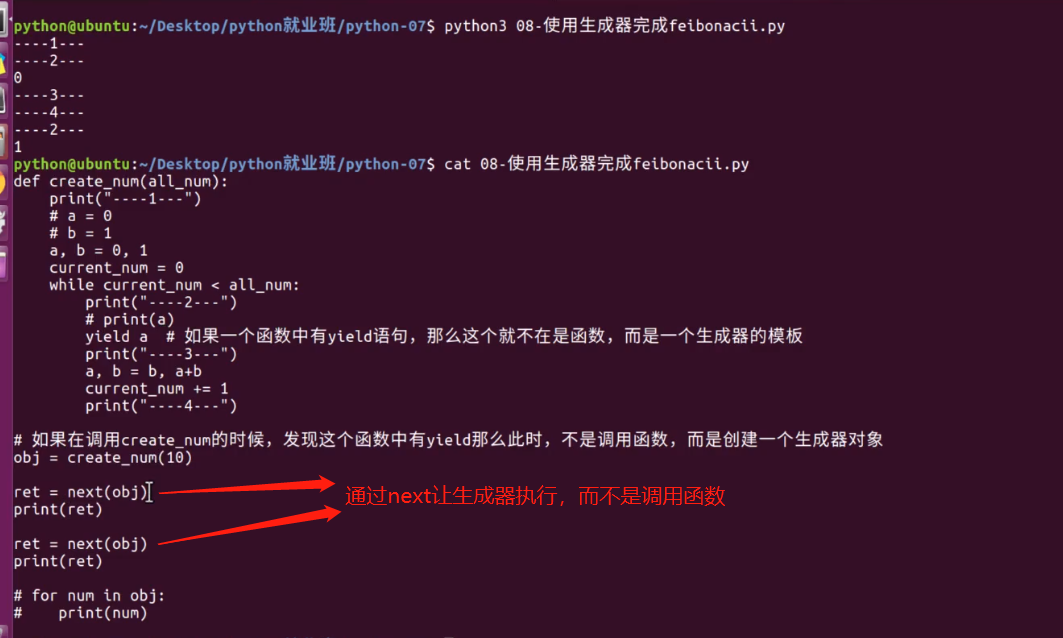 python@ubuntu:~/Desktop/python就业班/python-07$ python3 08-使用生成器完成feibonacii.py
----1---
----2---
0
----3---
----4---
----2---
1
python@ubuntu:~/Desktop/python就业班/python-07$ cat 08-使用生成器完成feibonacii.py
def create_num(all_num):
    print("----1---")
    # a = 0
    # b = 1
    a, b = 0, 1
    current_num = 0
    while current_num < all_num:
        print("----2---")
        # print(a)
        yield a  # 如果一个函数中有yield语句，那么这个就不在是函数，而是一个生成器的模板
        print("----3---")
        a, b = b, a+b
        current_num += 1
        print("----4---")
# 如果在调用create_num的时候，发现这个函数中有yield那么此时，不是调用函数，而是创建一个生成器对象
obj = create_num(10)
ret = next(obj)
通过next让生成器执行，而不是调用函数
print(ret)
ret = next(obj)
print(ret)
# for num in obj:
#    print(num)